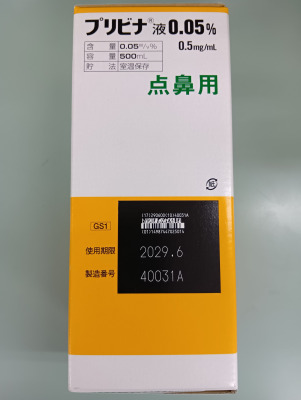 プリビナ®液0.05%
0.5mg/mL
含量 0.05w/v%
容量 500mL
貯法 室温保存
点鼻用
紙
GS1
使用期限 2029.6
製造番号 40031A